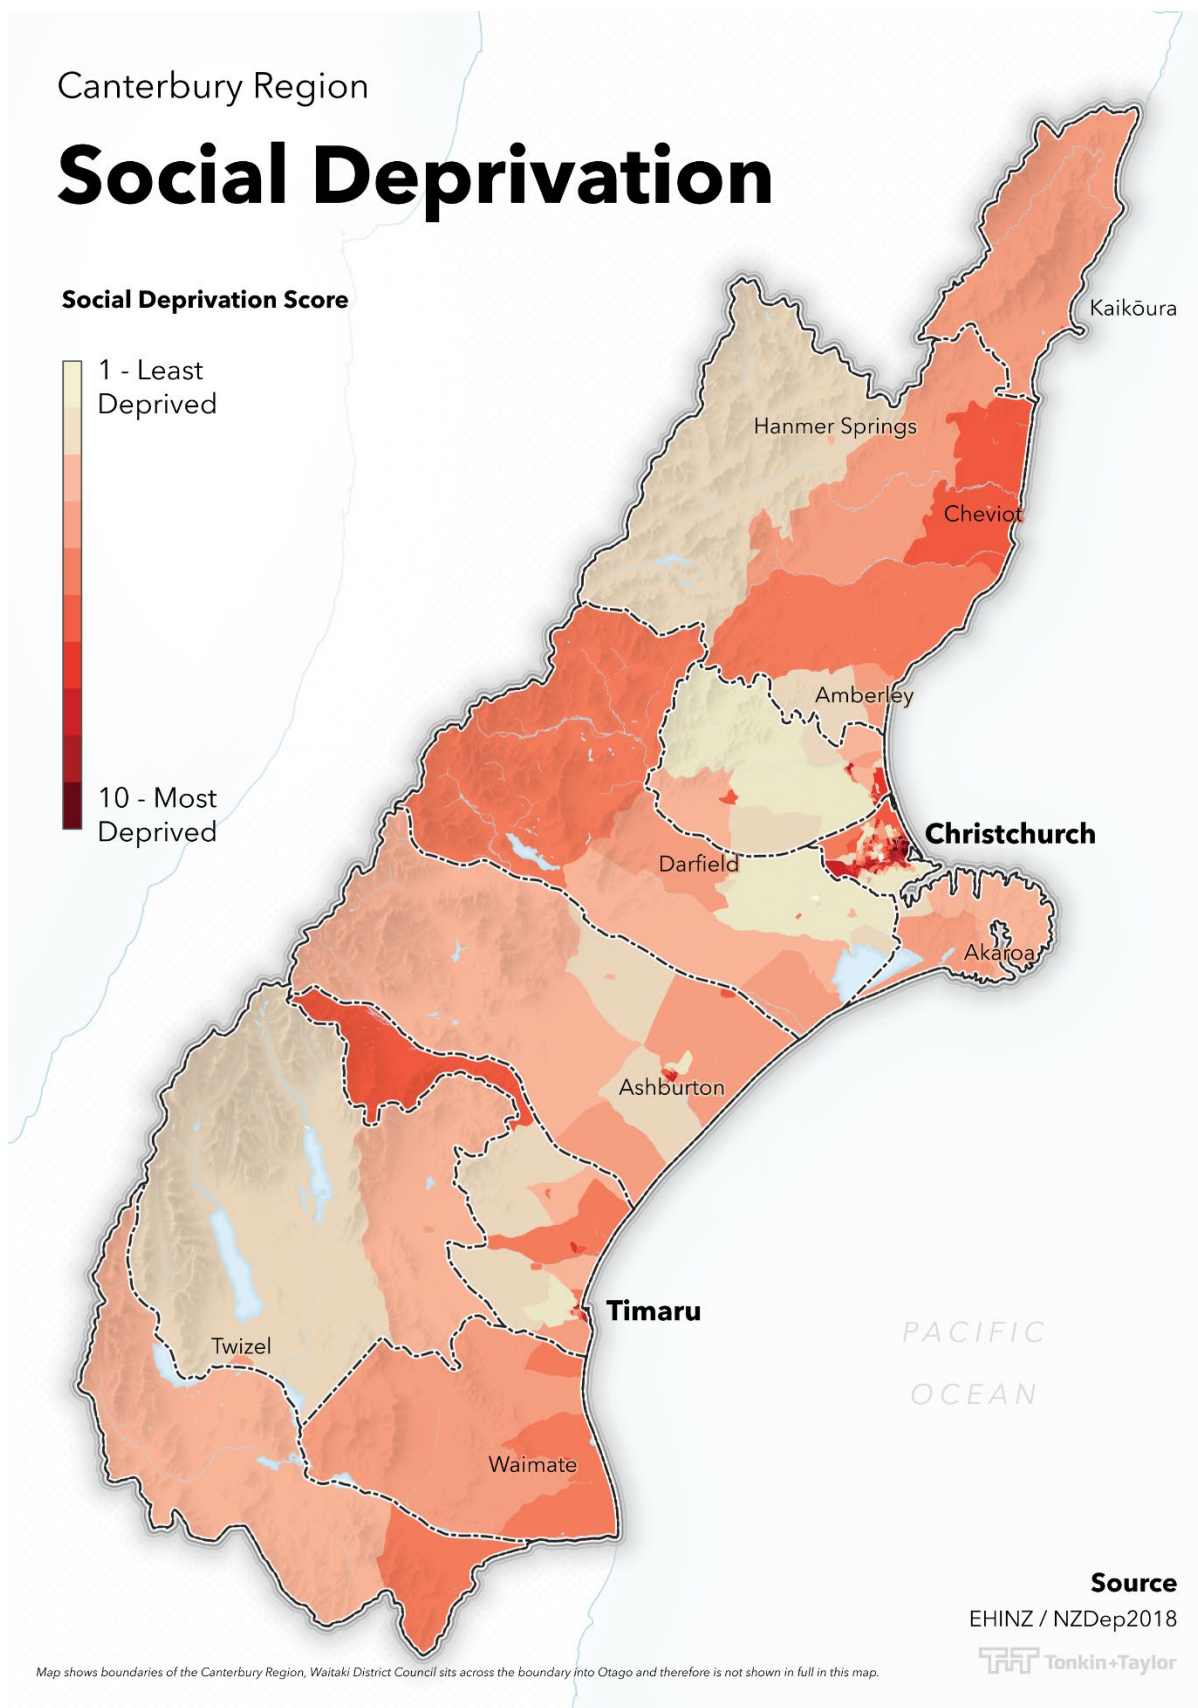 Canterbury Region
Social Deprivation
Social Deprivation Score
1 - Least
Deprived
10 - Most
Deprived
Kaikōura
Hanmer Springs
Cheviot
Amberley
Christchurch
Darfield
Akaroa
Ashburton
Timaru
Twizel
PACIFIC
OCEAN
Waimate
Source
EHINZ / NZDep2018
Tonkin+Taylor
Map shows boundaries of the Canterbury Region, Waitaki District Council sits across the boundary into Otago and therefore is not shown in full in this map.